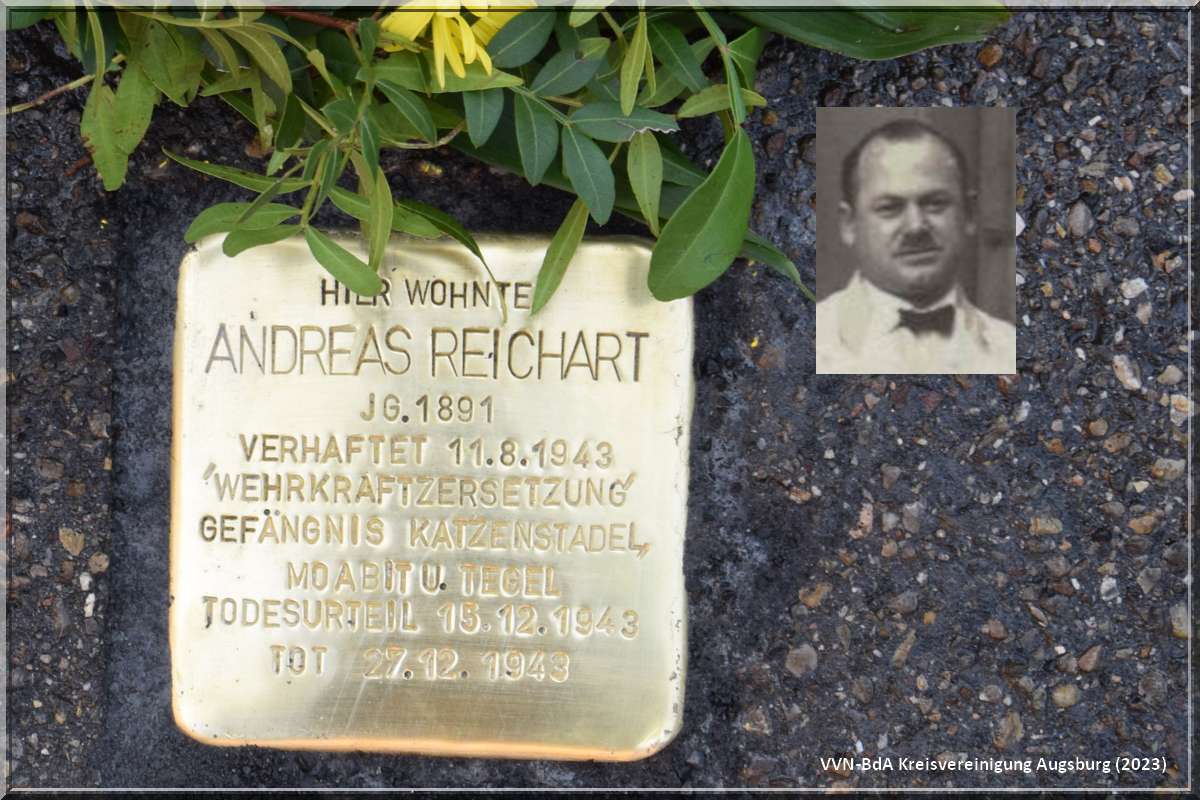 HIER WOHNTE
ANDREAS REICHART
JG. 1891
VERHAFTET 11.8.1943
'WEHRKRAFTZERSETZUNG'
GEFÄNGNIS KATZENSTADEL,
MOABIT U. TEGEL
TODESURTEIL 15.12.1943
TOT 27.12.1943
VVN-BdA Kreisvereinigung Augsburg (2023)